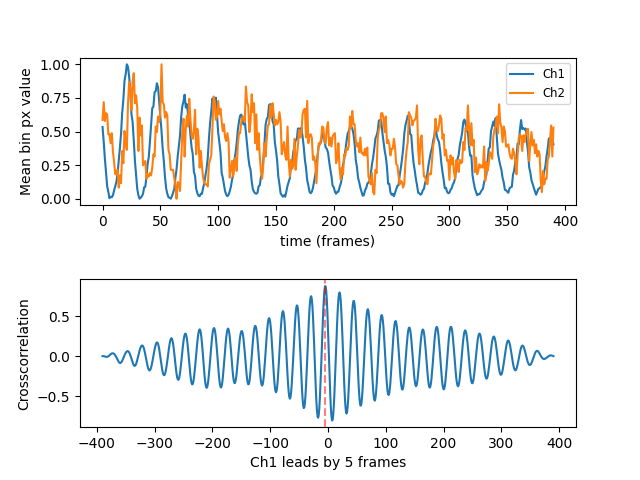 1.00
0.75
0.50
0.25
0.00
Mean bin px value
Ch1
Ch2
0 50 100 150 200 250 300 350 400
time (frames)
0.5
0.0
−0.5
Crosscorrelation
−400 −300 −200 −100 0 100 200 300 400
Ch1 leads by 5 frames